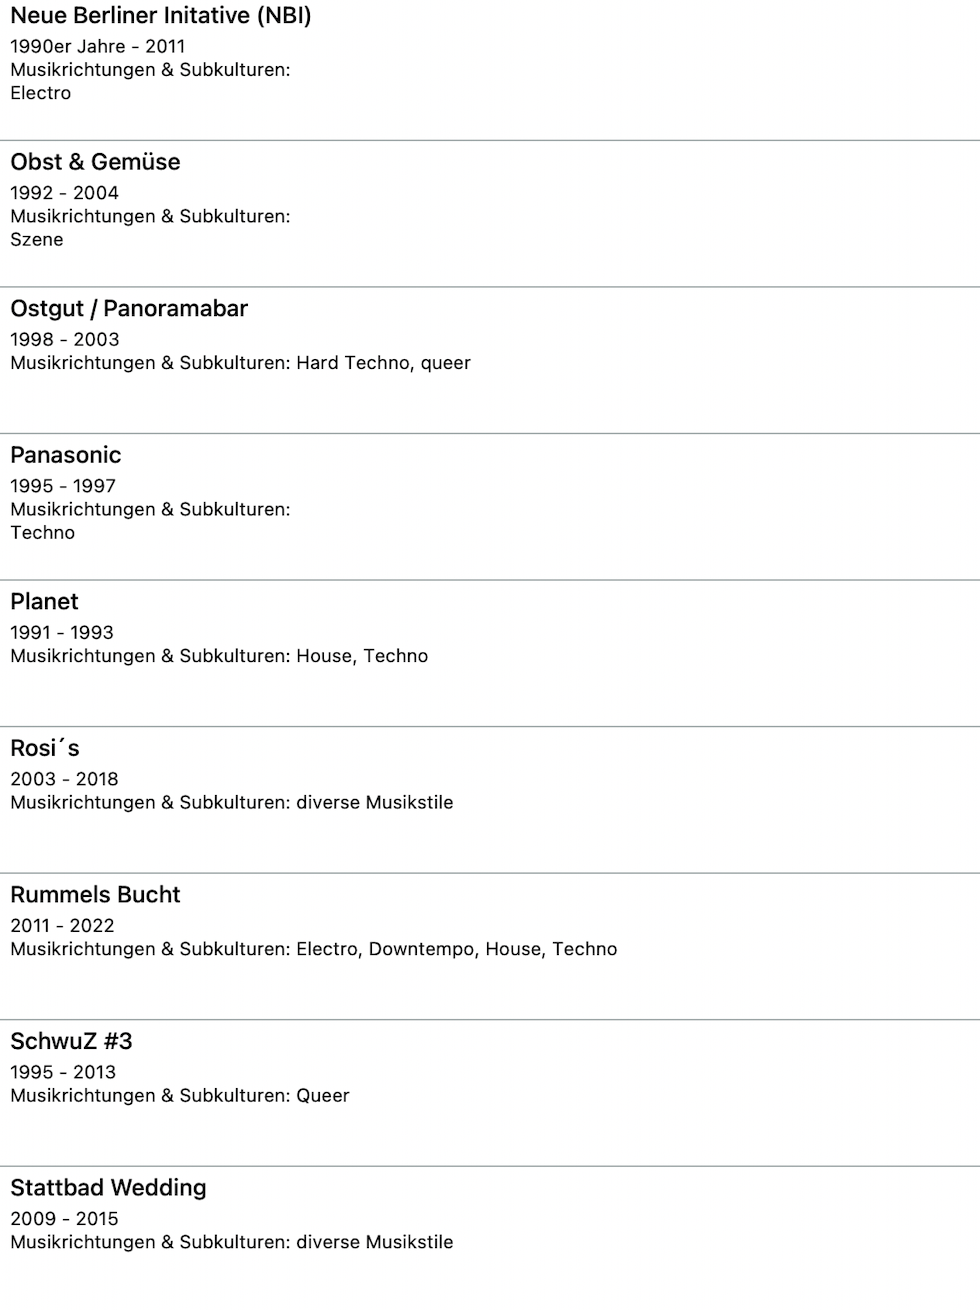 Neue Berliner Initative (NBI)
1990er Jahre - 2011
Musikrichtungen & Subkulturen:
Electro
Obst & Gemüse
1992 - 2004
Musikrichtungen & Subkulturen:
Szene
Ostgut / Panoramabar
1998 - 2003
Musikrichtungen & Subkulturen: Hard Techno, queer
Panasonic
1995 - 1997
Musikrichtungen & Subkulturen:
Techno
Planet
1991 - 1993
Musikrichtungen & Subkulturen: House, Techno
Rosi´s
2003 - 2018
Musikrichtungen & Subkulturen: diverse Musikstile
Rummels Bucht
2011 - 2022
Musikrichtungen & Subkulturen: Electro, Downtempo, House, Techno
SchwuZ #3
1995 - 2013
Musikrichtungen & Subkulturen: Queer
Stattbad Wedding
2009 - 2015
Musikrichtungen & Subkulturen: diverse Musikstile